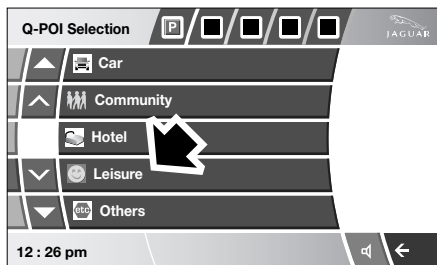 Q-POI Selection P
JAGUAR
Car
Community
Hotel
Leisure
etc Others
12 : 26 pm